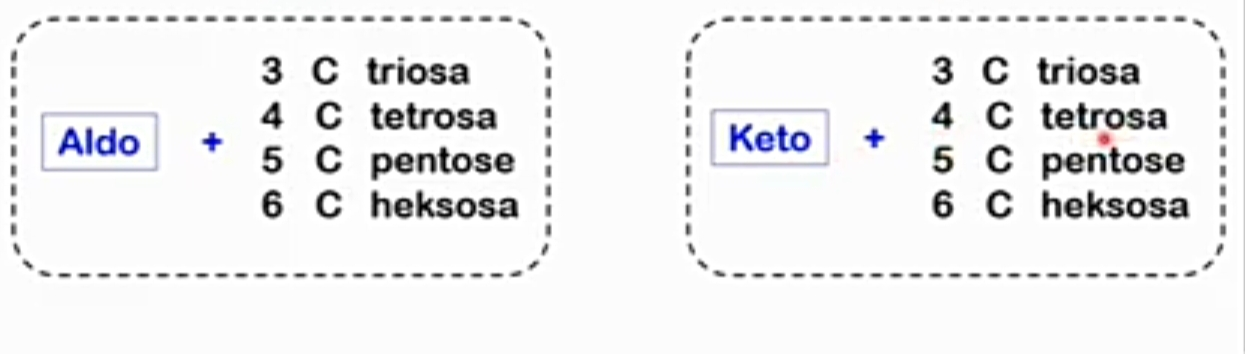 Aldo +
3 C triosa
4 C tetrosa
5 C pentose
6 C heksosa
Keto +
3 C triosa
4 C tetrosa
5 C pentose
6 C heksosa